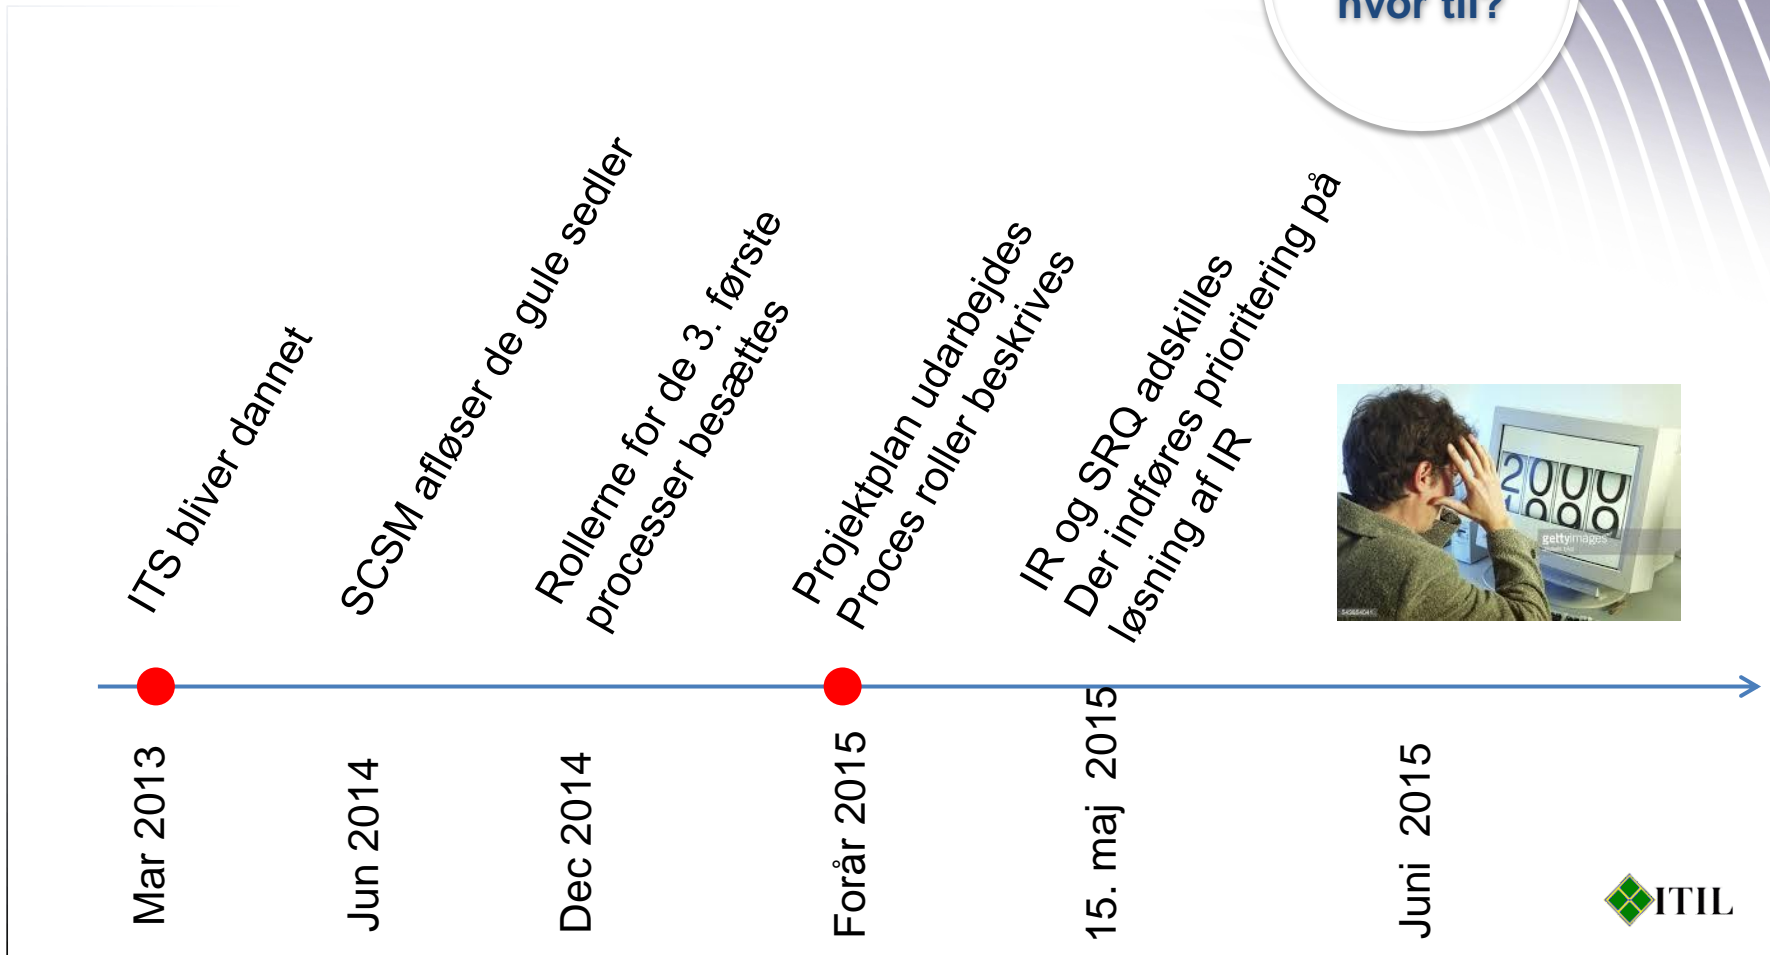 hvor til?
ITS bliver dannet
SCSM afløser de gule sedler
Rollerne for de 3. første
processer besættes
Projektplan udarbejdes
Proces roller beskrives
IR og SRQ adskilles
Der indføres prioritering på
løsning af IR
2000
gettyimages
Mar 2013
Jun 2014
Dec 2014
Forår 2015
15. maj 2015
Juni 2015
ITIL